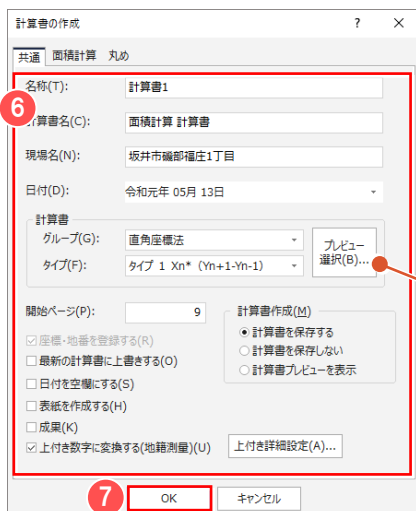 計算書の作成 ? ×
共通 面積計算 丸め
名称(T): 計算書1
6
計算書名(C): 面積計算 計算書
現場名(N): 坂井市磯部福庄1丁目
日付(D): 令和元年 05月 13日
計算書
グループ(G): 直角座標法
タイプ(F): タイプ 1 Xn* (Yn+1-Yn-1)
プレビュー
選択(B)...
開始ページ(P): 9
座標・地番を登録する(R)
最新の計算書に上書きする(O)
日付を空欄にする(S)
表紙を作成する(H)
成果(K)
上付き数字に変換する(地籍測量)(U)
計算書作成(M)
計算書を保存する
計算書を保存しない
計算書プレビューを表示
上付き詳細設定(A)...
7
OK キャンセル